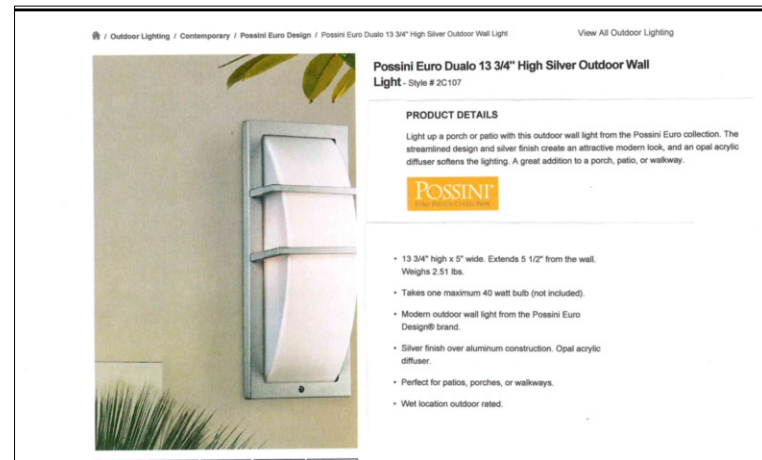 / Outdoor Lighting / Contemporary / Possini Euro Design / Possini Euro Dualo 13 3/4" High Silver Outdoor Wall Light
View All Outdoor Lighting
Possini Euro Dualo 13 3/4" High Silver Outdoor Wall
Light - Style # 2C107
PRODUCT DETAILS
Light up a porch or patio with this outdoor wall light from the Possini Euro collection. The
streamlined design and silver finish create an attractive modern look, and an opal acrylic
diffuser softens the lighting. A great addition to a porch, patio, or walkway.
POSSINI
EURO DESIGN COLLECTION
• 13 3/4" high x 5" wide. Extends 5 1/2" from the wall.
Weighs 2.51 lbs.
• Takes one maximum 40 watt bulb (not included).
• Modern outdoor wall light from the Possini Euro
Design® brand.
• Silver finish over aluminum construction. Opal acrylic
diffuser.
• Perfect for patios, porches, or walkways.
• Wet location outdoor rated.